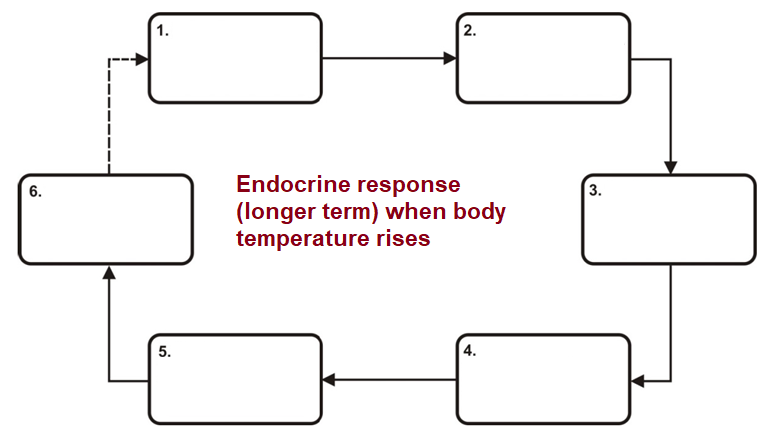 1.
2.
6.
Endocrine response
(longer term) when body
temperature rises
3.
5.
4.